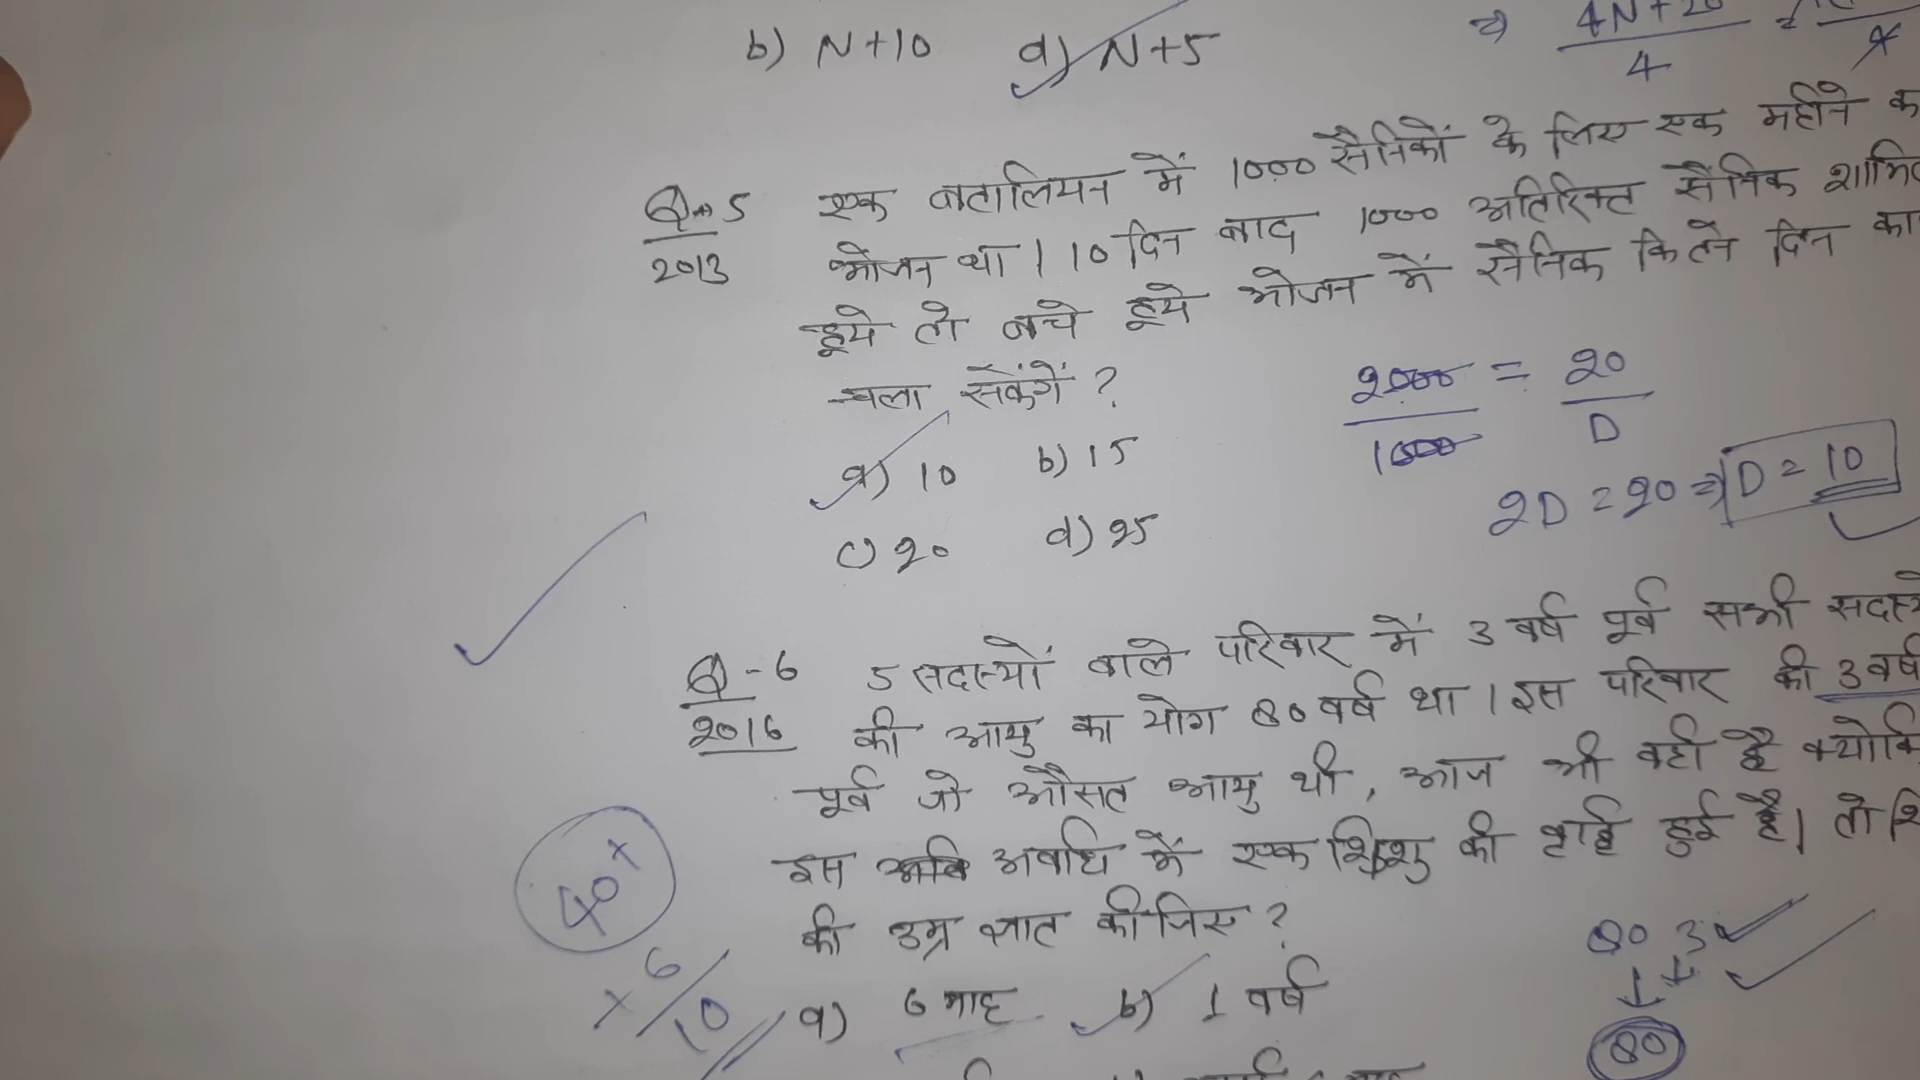 b) N+10 a) N+5
⇒ 4N+20 / 4
Q-5 एक बटालियन में 1000 सैनिकों के लिए एक महीने का
2013 भोजन था। 10 दिन बाद 1000 अतिरिक्त सैनिक शामिल
हुये तो बचे हुये भोजन में सैनिक कितने दिन का
चला सकेंगें?
2000 / 1000 = 20 / D
a) 10 b) 15
2D = 20 ⇒ D = 10
c) 20 d) 25
Q-6 5 सदस्यों वाले परिवार में 3 वर्ष पूर्व सभी सदस्यो
2016 की आयु का योग 80 वर्ष था। इस परिवार की 3 वर्ष
पूर्व जो औसत आयु थी, आज भी वही है क्योकि
इस अवधि में एक शिशु की वृद्धि हुई है। तो शि
40+
की उम्र ज्ञात कीजिए?
80 3
+6
10
a) 6 माह b) 1 वर्ष
80